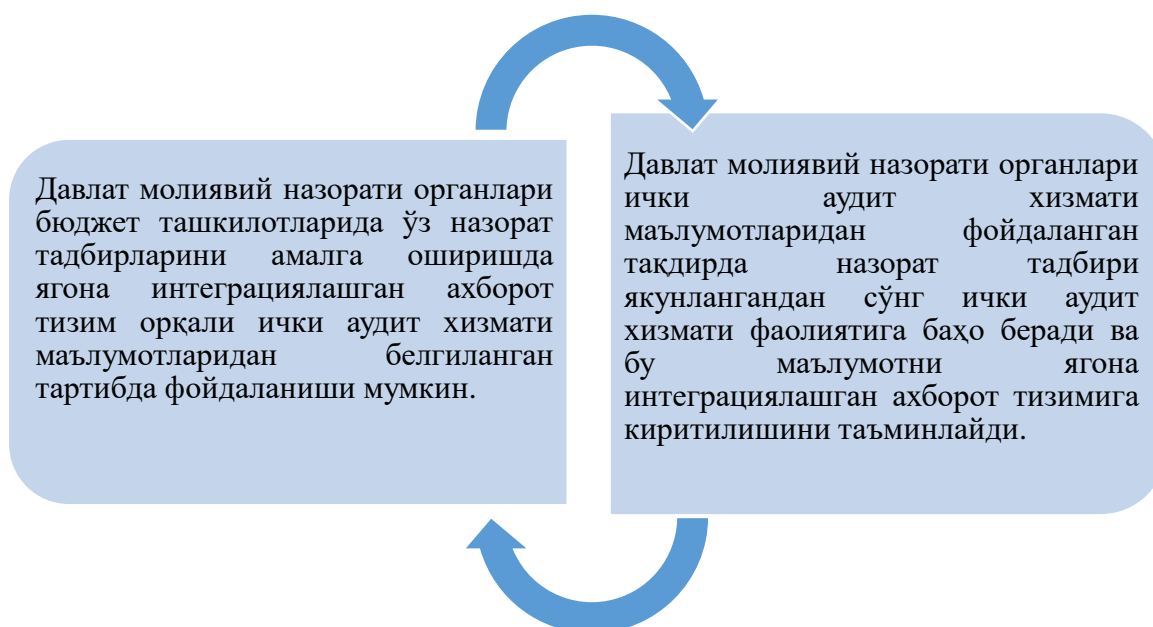 Давлат молиявий назорати органлари
бюджет ташкилотларида ўз назорат
тадбирларини амалга оширишда
ягона интеграциялашган ахборот
тизим орқали ички аудит хизмати
маълумотларидан белгиланган
тартибда фойдаланиши мумкин.
Давлат молиявий назорати органлари
ички аудит хизмати
маълумотларидан фойдаланган
тақдирда назорат тадбири
якунлангандан сўнг ички аудит
хизмати фаолиятига баҳо беради ва
бу маълумотни ягона
интеграциялашган ахборот тизимига
киритилишини таъминлайди.